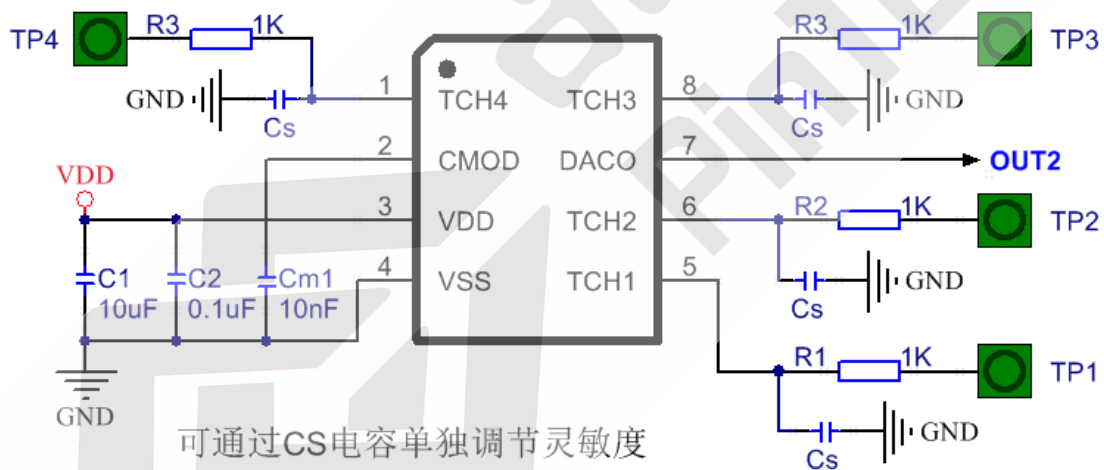 TP4 R3 1K
R3 1K TP3
GND Cs
1 TCH4 TCH3 8
Cs GND
2 CMOD DACO 7 OUT2
VDD
3 VDD TCH2 6
R2 1K TP2
C1 10uF
C2 0.1uF
Cm1 10nF
4 VSS TCH1 5
Cs GND
R1 1K TP1
GND
Cs GND
可通过CS电容单独调节灵敏度